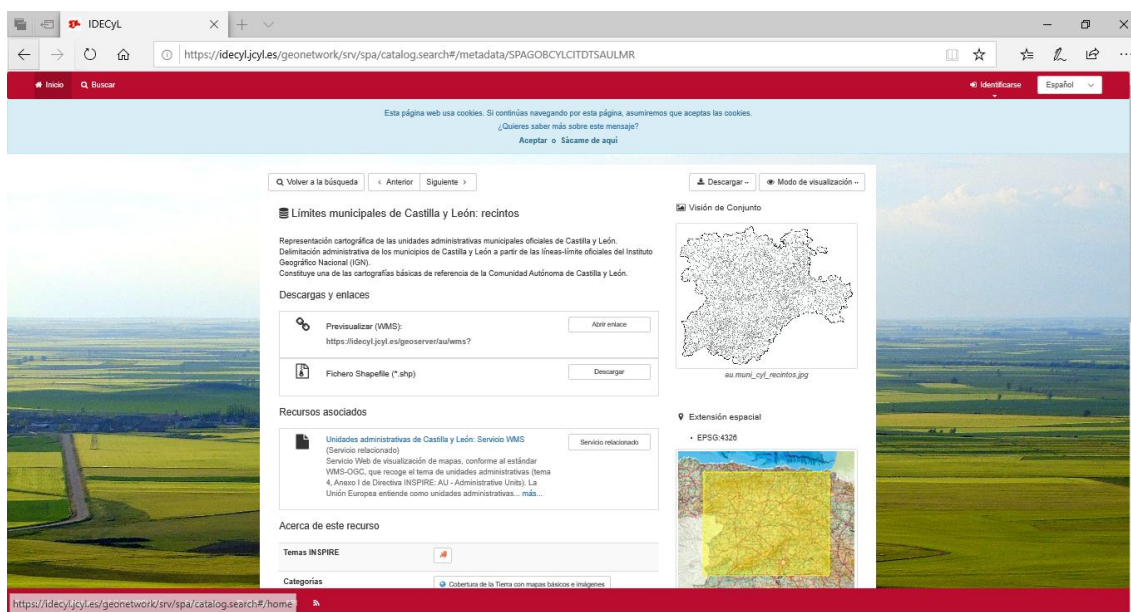 IDECyL
https://idecyl.jcyl.es/geonetwork/srv/spa/catalog.search#/metadata/SPAGOBCYLCITDTSAULMR
Inicio Buscar Identificarse Español
Esta página web usa cookies. Si continúas navegando por esta página, asumiremos que aceptas las cookies.
¿Quieres saber más sobre este mensaje?
Aceptar o Sácame de aquí
Volver a la búsqueda < Anterior Siguiente > Descargar Modo de visualización
Límites municipales de Castilla y León: recintos
Representación cartográfica de las unidades administrativas municipales oficiales de Castilla y León.
Delimitación administrativa de los municipios de Castilla y León a partir de las líneas-límite oficiales del Instituto
Geográfico Nacional (IGN).
Constituye una de las cartografías básicas de referencia de la Comunidad Autónoma de Castilla y León.
Descargas y enlaces
Previsualizar (WMS): Abrir enlace
https://idecyl.jcyl.es/geoserver/au/wms?
Fichero Shapefile (*.shp) Descargar
Recursos asociados
Unidades administrativas de Castilla y León: Servicio WMS Servicio relacionado
(Servicio relacionado)
Servicio Web de visualización de mapas, conforme al estándar
WMS-OGC, que recoge el tema de unidades administrativas (tema
4, Anexo I de Directiva INSPIRE: AU - Administrative Units). La
Unión Europea entiende como unidades administrativas... más...
Acerca de este recurso
Temas INSPIRE
Categorías Cobertura de la Tierra con mapas básicos e imágenes
Visión de Conjunto
au.muni_cyl_recintos.jpg
Extensión espacial
• EPSG:4326
https://idecyl.jcyl.es/geonetwork/srv/spa/catalog.search#/home